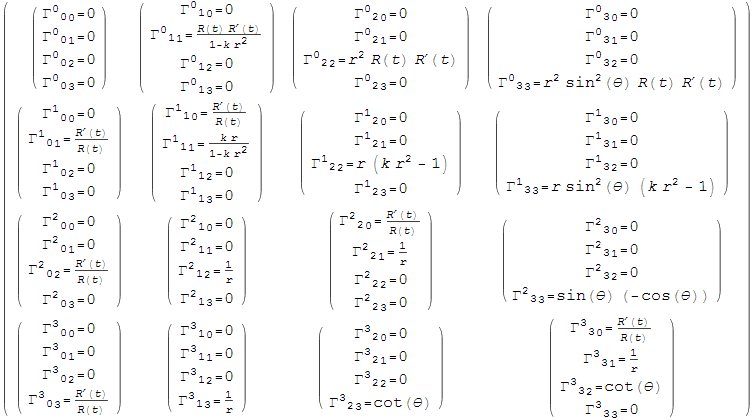 Γ⁰₀₀=0 Γ⁰₁₀=0 Γ⁰₂₀=0 Γ⁰₃₀=0
Γ⁰₀₁=0 Γ⁰₁₁=R(t) R′(t)/(1-k r²) Γ⁰₂₁=0 Γ⁰₃₁=0
Γ⁰₀₂=0 Γ⁰₁₂=0 Γ⁰₂₂=r² R(t) R′(t) Γ⁰₃₂=0
Γ⁰₀₃=0 Γ⁰₁₃=0 Γ⁰₂₃=0 Γ⁰₃₃=r² sin²(θ) R(t) R′(t)
Γ¹₀₀=0 Γ¹₁₀=R′(t)/R(t) Γ¹₂₀=0 Γ¹₃₀=0
Γ¹₀₁=R′(t)/R(t) Γ¹₁₁=k r/(1-k r²) Γ¹₂₁=0 Γ¹₃₁=0
Γ¹₀₂=0 Γ¹₁₂=0 Γ¹₂₂=r (k r² - 1) Γ¹₃₂=0
Γ¹₀₃=0 Γ¹₁₃=0 Γ¹₂₃=0 Γ¹₃₃=r sin²(θ) (k r² - 1)
Γ²₀₀=0 Γ²₁₀=0 Γ²₂₀=R′(t)/R(t) Γ²₃₀=0
Γ²₀₁=0 Γ²₁₁=0 Γ²₂₁=1/r Γ²₃₁=0
Γ²₀₂=R′(t)/R(t) Γ²₁₂=1/r Γ²₂₂=0 Γ²₃₂=0
Γ²₀₃=0 Γ²₁₃=0 Γ²₂₃=0 Γ²₃₃=sin(θ) (-cos(θ))
Γ³₀₀=0 Γ³₁₀=0 Γ³₂₀=0 Γ³₃₀=R′(t)/R(t)
Γ³₀₁=0 Γ³₁₁=0 Γ³₂₁=0 Γ³₃₁=1/r
Γ³₀₂=0 Γ³₁₂=0 Γ³₂₂=0 Γ³₃₂=cot(θ)
Γ³₀₃=R′(t)/R(t) Γ³₁₃=1/r Γ³₂₃=cot(θ) Γ³₃₃=0